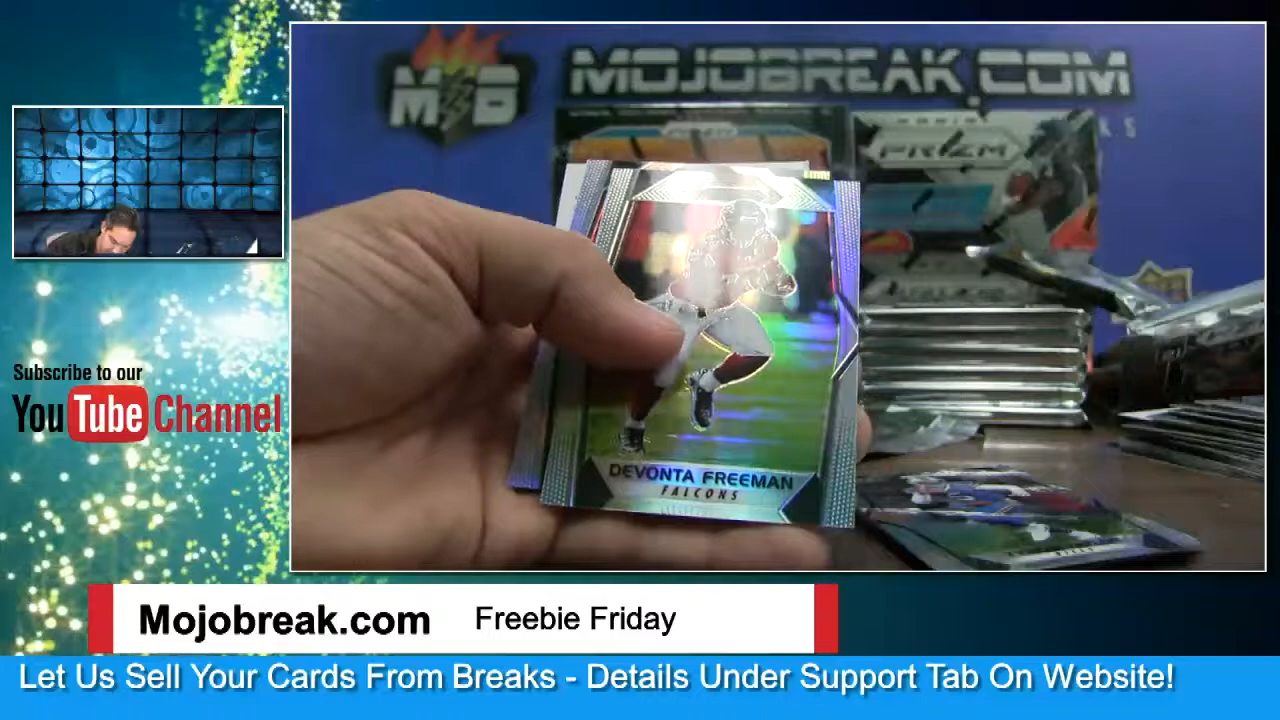 MB
MOJOBREAK.COM
PRIZM
DEVONTA FREEMAN
FALCONS
Subscribe to our
YouTube Channel
Mojobreak.com
Freebie Friday
Let Us Sell Your Cards From Breaks - Details Under Support Tab On Website!